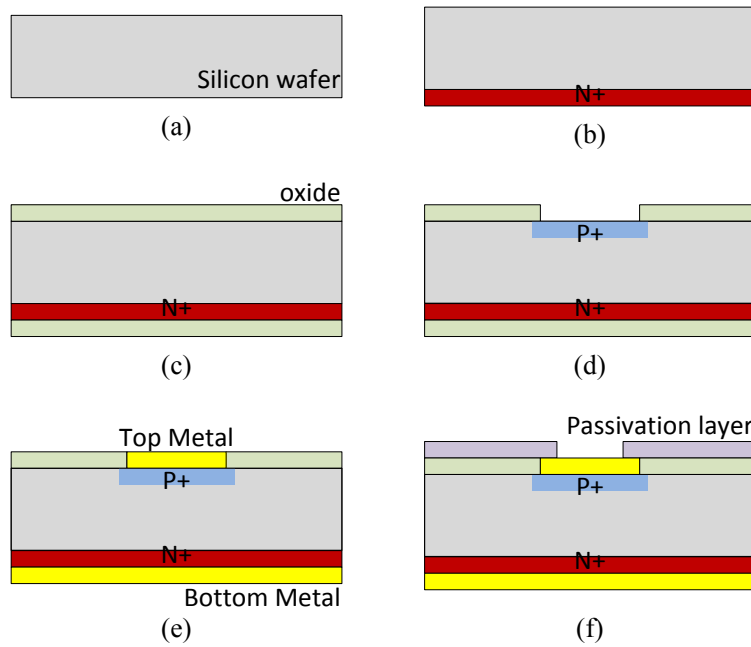 Silicon wafer
(a)
N+
(b)
oxide
N+
(c)
P+
N+
(d)
Top Metal
P+
N+
Bottom Metal
(e)
Passivation layer
P+
N+
(f)